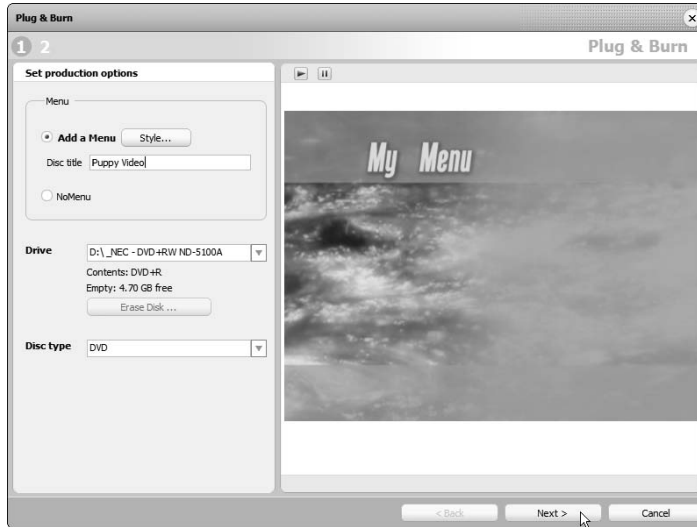 Plug & Burn
1 2
Plug & Burn
Set production options
Menu
Add a Menu Style...
Disc title Puppy Video
NoMenu
Drive D:\ _NEC - DVD+RW ND-5100A
Contents: DVD+R
Empty: 4.70 GB free
Erase Disk ...
Disc type DVD
My Menu
< Back Next > Cancel